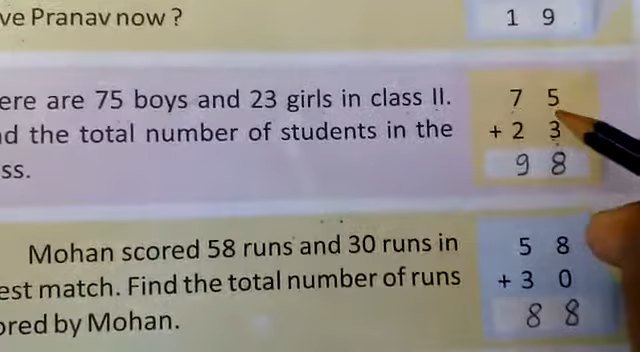 ve Pranav now ?
1 9
ere are 75 boys and 23 girls in class II.
d the total number of students in the
ss.
7 5
+ 2 3
9 8
Mohan scored 58 runs and 30 runs in
est match. Find the total number of runs
ored by Mohan.
5 8
+ 3 0
8 8